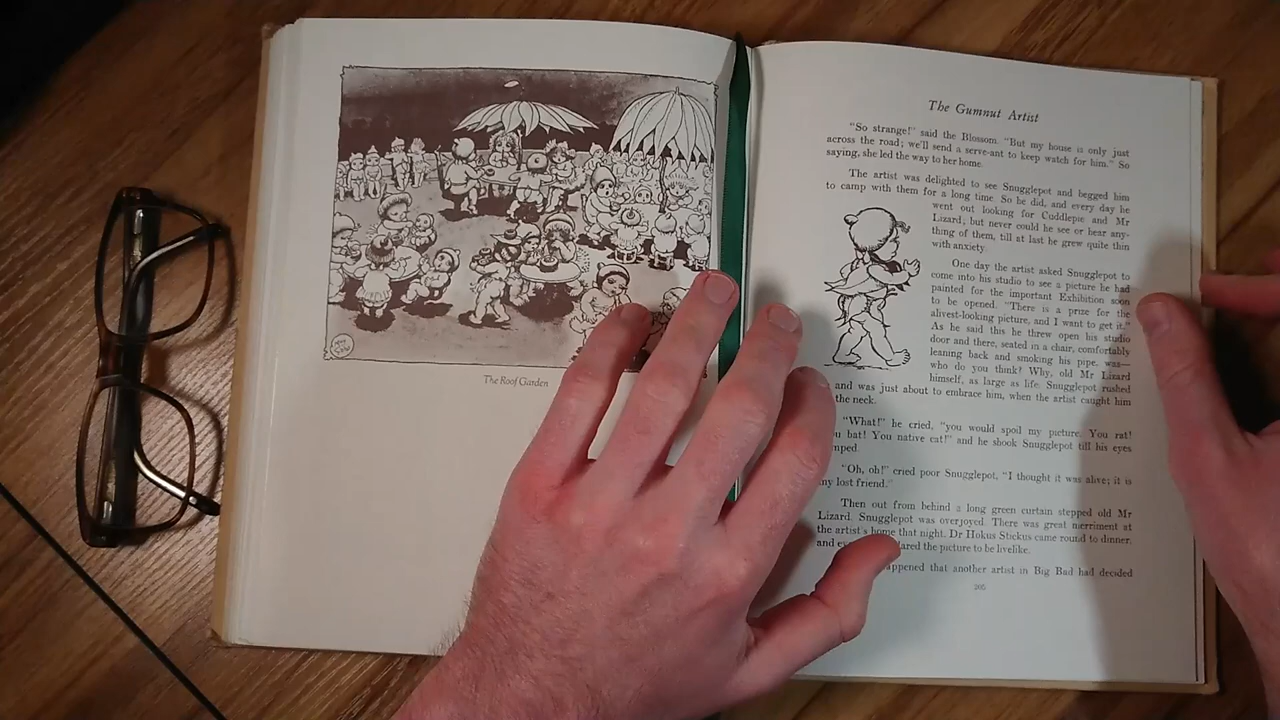 The Roof Garden
The Gumnut Artist
"So strange!" said the Blossom. "But my house is only just
across the road; we'll send a serve-ant to keep watch for him." So
saying, she led the way to her home.
The artist was delighted to see Snugglepot and begged him
to camp with them for a long time. So he did, and every day he
went out looking for Cuddlepie and Mr
Lizard; but never could he see or hear any-
thing of them, till at last he grew quite thin
with anxiety.
One day the artist asked Snugglepot to
come into his studio to see a picture he had
painted for the important Exhibition soon
to be opened. "There is a prize for the
alivest-looking picture, and I want to get it."
As he said this he threw open his studio
door and there, seated in a chair, comfortably
leaning back and smoking his pipe, was—
who do you think? Why, old Mr Lizard
himself, as large as life. Snugglepot rushed
and was just about to embrace him, when the artist caught him
the neck.
"What!" he cried, "you would spoil my picture. You rat!
bat! You native cat!" and he shook Snugglepot till his eyes
"Oh, oh!" cried poor Snugglepot, "I thought it was alive; it is
lost friend."
Then out from behind a long green curtain stepped old Mr
Lizard. Snugglepot was overjoyed. There was great merriment at
the artist's home that night. Dr Hokus Stickus came round to dinner,
and the picture to be livelike.
that another artist in Big Bad had decided
205